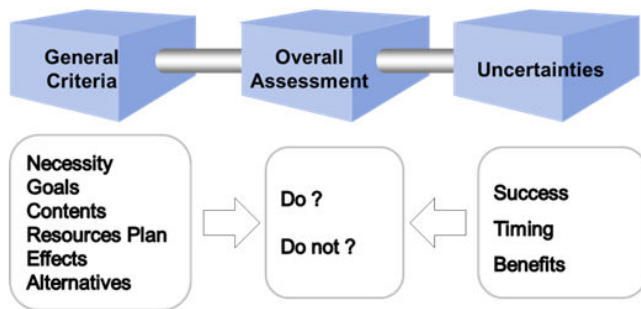 General
Criteria
Overall
Assessment
Uncertainties
Necessity
Goals
Contents
Resources Plan
Effects
Alternatives
Do ?
Do not ?
Success
Timing
Benefits